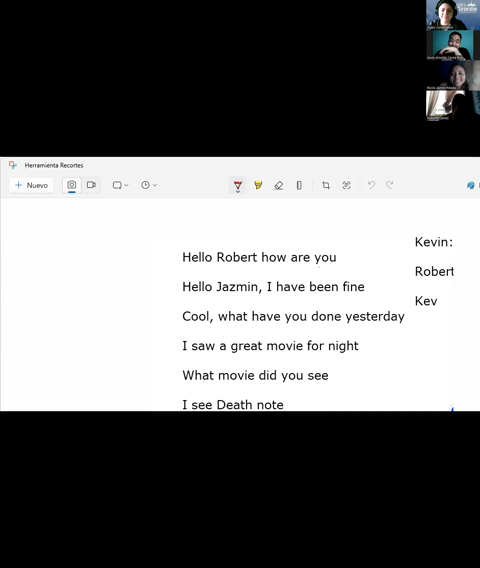 Herramienta Recortes
Nuevo
Hello Robert how are you
Hello Jazmin, I have been fine
Cool, what have you done yesterday
I saw a great movie for night
What movie did you see
I see Death note
Kevin:
Robert
Kev